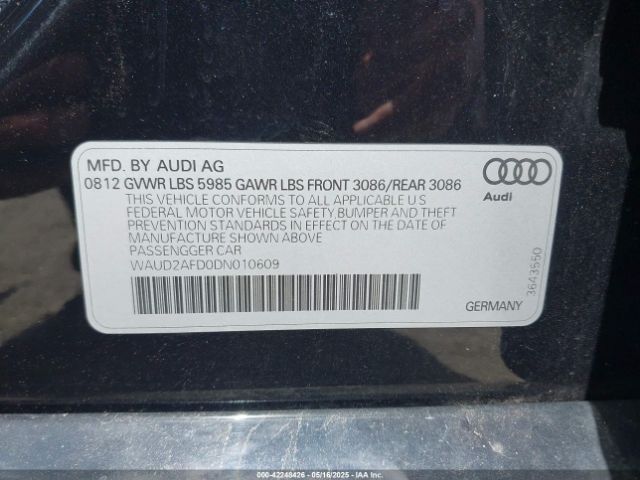 MFD. BY AUDI AG
0812 GVWR LBS 5985 GAWR LBS FRONT 3086/REAR 3086
THIS VEHICLE CONFORMS TO ALL APPLICABLE U S
FEDERAL MOTOR VEHICLE SAFETY BUMPER AND THEFT
PREVENTION STANDARDS IN EFFECT ON THE DATE OF
MANUFACTURE SHOWN ABOVE
PASSENGGER CAR
WAUD2AFD0DN010609
Audi
3643550
GERMANY
000-42248426 - 05/16/2025 - IAA Inc.